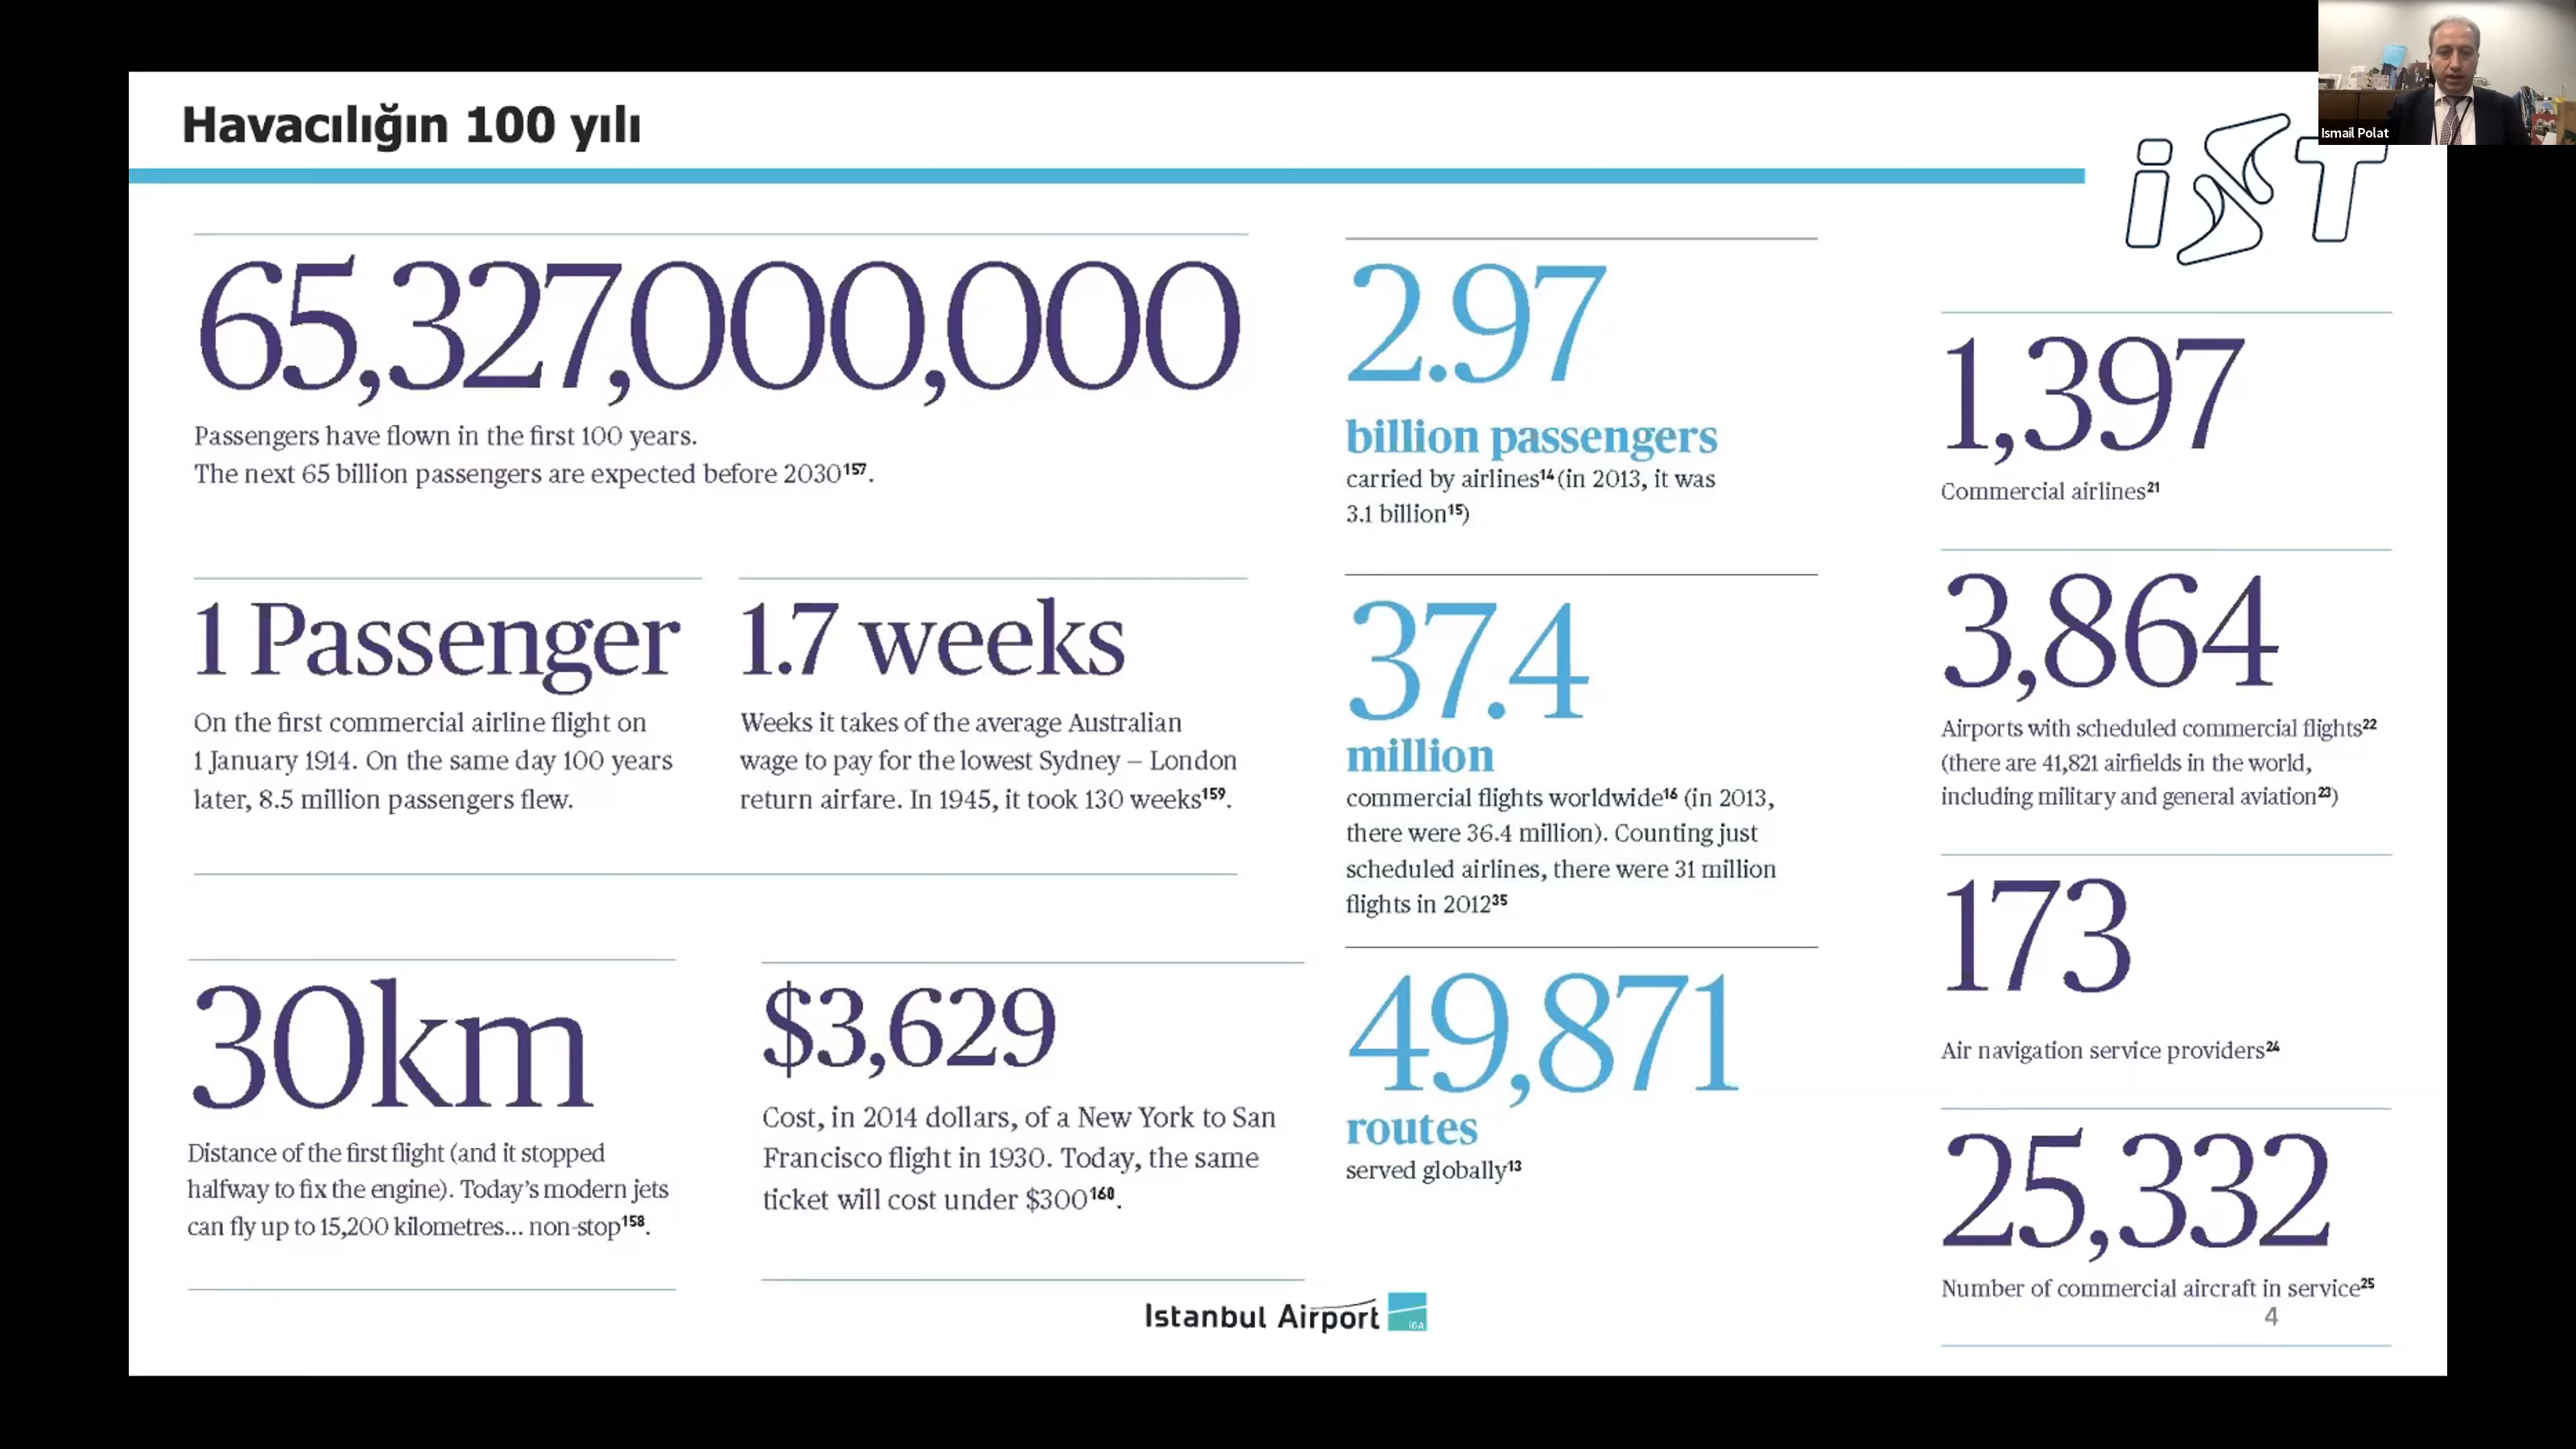 Havacılığın 100 yılı
Ismail Polat
iST
65,327,000,000
Passengers have flown in the first 100 years.
The next 65 billion passengers are expected before 2030¹⁵⁷.
1 Passenger
On the first commercial airline flight on
1 January 1914. On the same day 100 years
later, 8.5 million passengers flew.
1.7 weeks
Weeks it takes of the average Australian
wage to pay for the lowest Sydney – London
return airfare. In 1945, it took 130 weeks¹⁵⁹.
30km
Distance of the first flight (and it stopped
halfway to fix the engine). Today's modern jets
can fly up to 15,200 kilometres... non-stop¹⁵⁸.
$3,629
Cost, in 2014 dollars, of a New York to San
Francisco flight in 1930. Today, the same
ticket will cost under $300¹⁶⁰.
2.97
billion passengers
carried by airlines¹⁴ (in 2013, it was
3.1 billion¹⁵)
37.4
million
commercial flights worldwide¹⁶ (in 2013,
there were 36.4 million). Counting just
scheduled airlines, there were 31 million
flights in 2012³⁵
49,871
routes
served globally¹³
1,397
Commercial airlines²¹
3,864
Airports with scheduled commercial flights²²
(there are 41,821 airfields in the world,
including military and general aviation²³)
173
Air navigation service providers²⁴
25,332
Number of commercial aircraft in service²⁵
Istanbul Airport
iGA
4